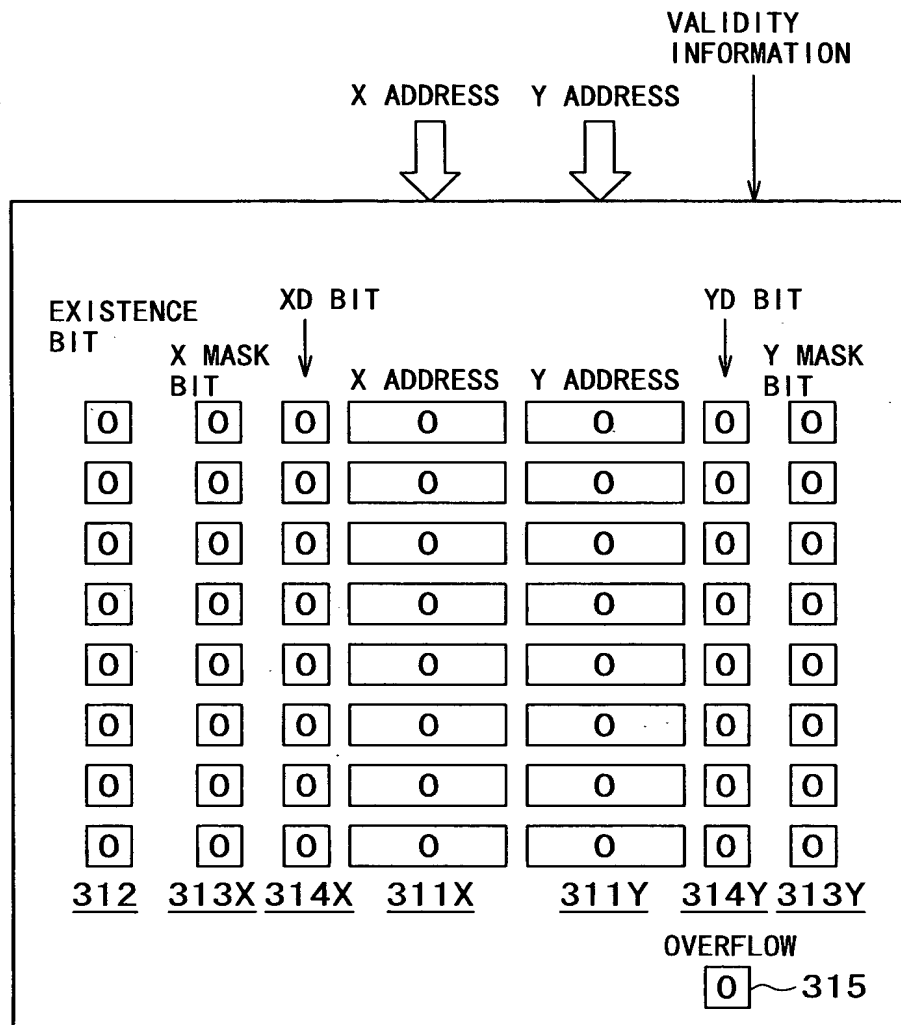 VALIDITY
INFORMATION
X ADDRESS Y ADDRESS
EXISTENCE
BIT
X MASK
BIT
XD BIT
X ADDRESS
Y ADDRESS
YD BIT
Y MASK
BIT
0 0 0 0 0 0 0
0 0 0 0 0 0 0
0 0 0 0 0 0 0
0 0 0 0 0 0 0
0 0 0 0 0 0 0
0 0 0 0 0 0 0
0 0 0 0 0 0 0
0 0 0 0 0 0 0
312 313X 314X 311X 311Y 314Y 313Y
OVERFLOW
0 315